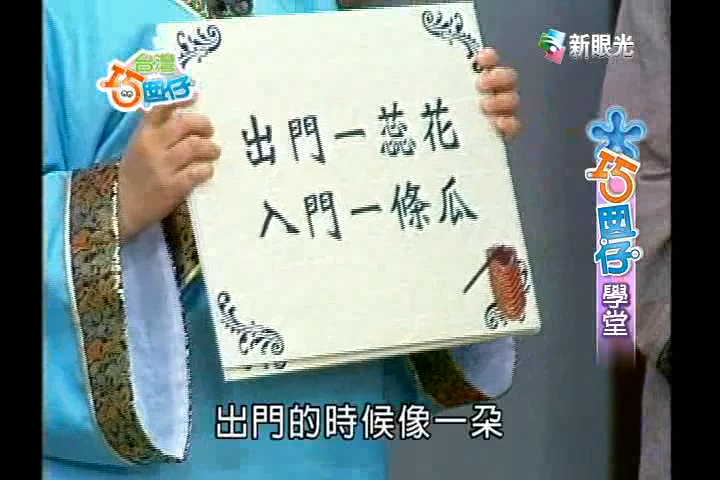 新眼光
台灣
巧囡仔
出門一蕊花
入門一條瓜
巧囡仔
學堂
出門的時候像一朵